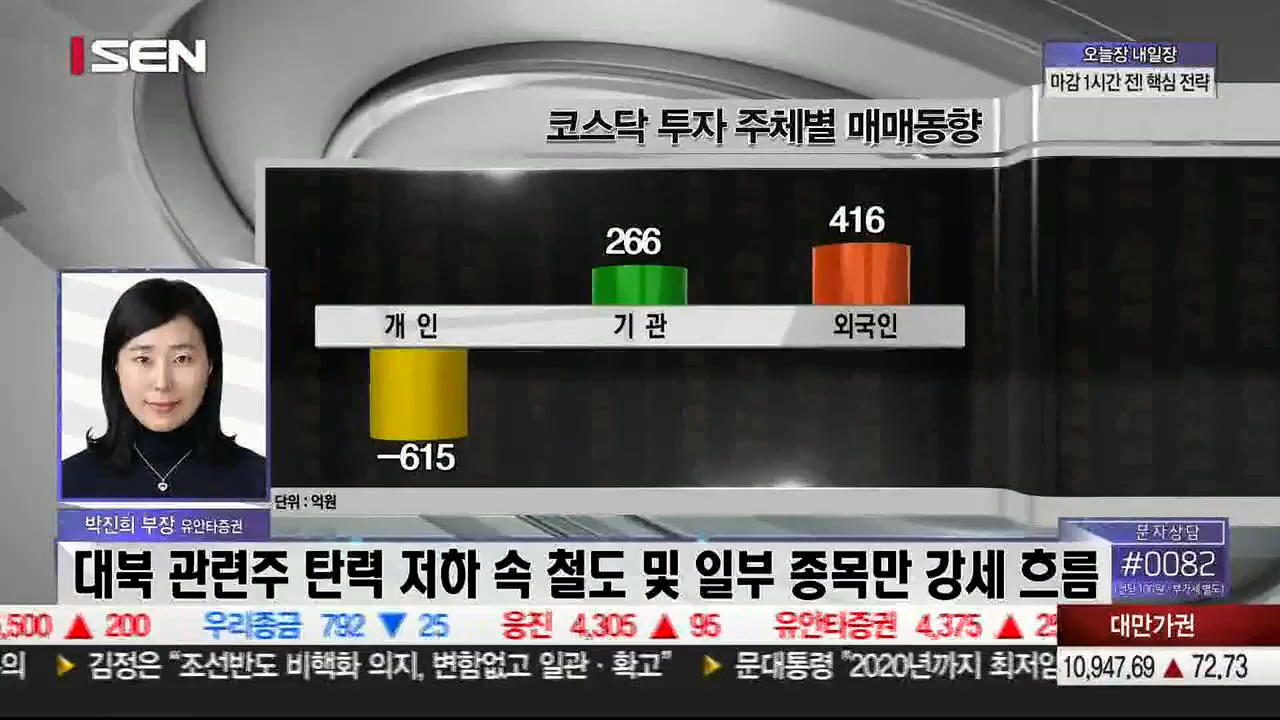 SEN
오늘장 내일장
마감 1시간 전! 핵심 전략
코스닥 투자 주체별 매매동향
266
416
개인
기관
외국인
-615
단위 : 억원
박진희 부장 유안타증권
문자상담
#0082
대북 관련주 탄력 저하 속 철도 및 일부 종목만 강세 흐름
,500 ▲ 200 우리종금 792 ▼ 25 웅진 4,305 ▲ 95 유안타증권 4,375 ▲
대만가권
김정은 “조선반도 비핵화 의지, 변함없고 일관·확고” 문대통령 "2020년까지
10,947.69 ▲ 72.73